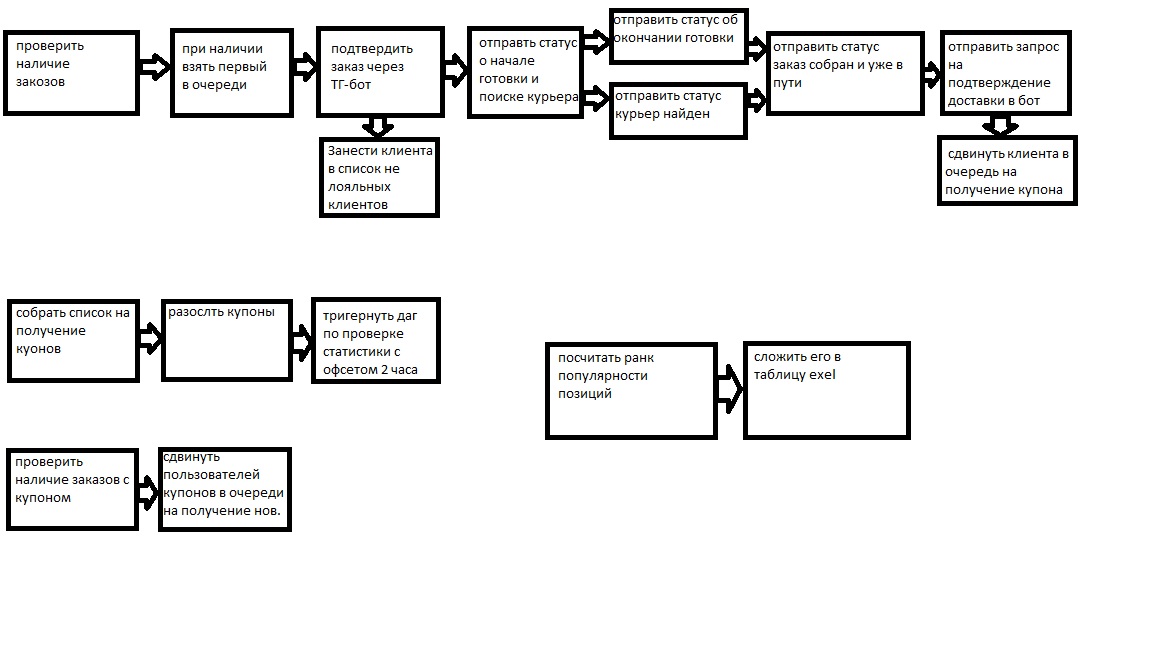 проверить
наличие
закозов
при наличии
взять первый
в очереди
подтвердить
заказ через
ТГ-бот
отправть статус
о начале
готовки и
поиске курьера
отправить статус об
окончании готовки
отправить статус
курьер найден
отправить статус
заказ собран и уже в
пути
отправить запрос
на
подтверждение
доставки в бот
Занести клиента
в список не
лояльных
клиентов
сдвинуть клиента в
очередь на
получение купона
собрать список на
получение
куонов
разослть купоны
тригернуть даг
по проверке
статистики с
офсетом 2 часа
посчитать ранк
популярности
позиций
сложить его в
таблицу exel
проверить
наличие заказов с
купоном
сдвинуть
пользователей
купонов в очереди
на получение нов.